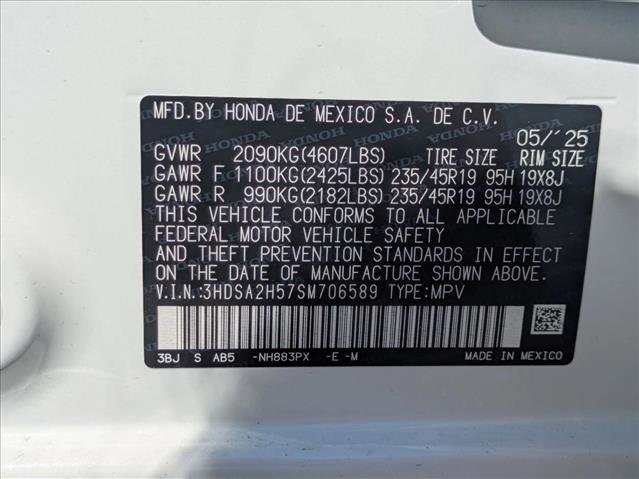 MFD. BY HONDA DE MEXICO S.A. DE C.V.
05/'25
GVWR 2090KG(4607LBS) TIRE SIZE RIM SIZE
GAWR F 1100KG(2425LBS) 235/45R19 95H 19X8J
GAWR R 990KG(2182LBS) 235/45R19 95H 19X8J
THIS VEHICLE CONFORMS TO ALL APPLICABLE
FEDERAL MOTOR VEHICLE SAFETY
AND THEFT PREVENTION STANDARDS IN EFFECT
ON THE DATE OF MANUFACTURE SHOWN ABOVE.
V.I.N.:3HDSA2H57SM706589 TYPE:MPV
3BJ S AB5 -NH883PX -E -M
MADE IN MEXICO